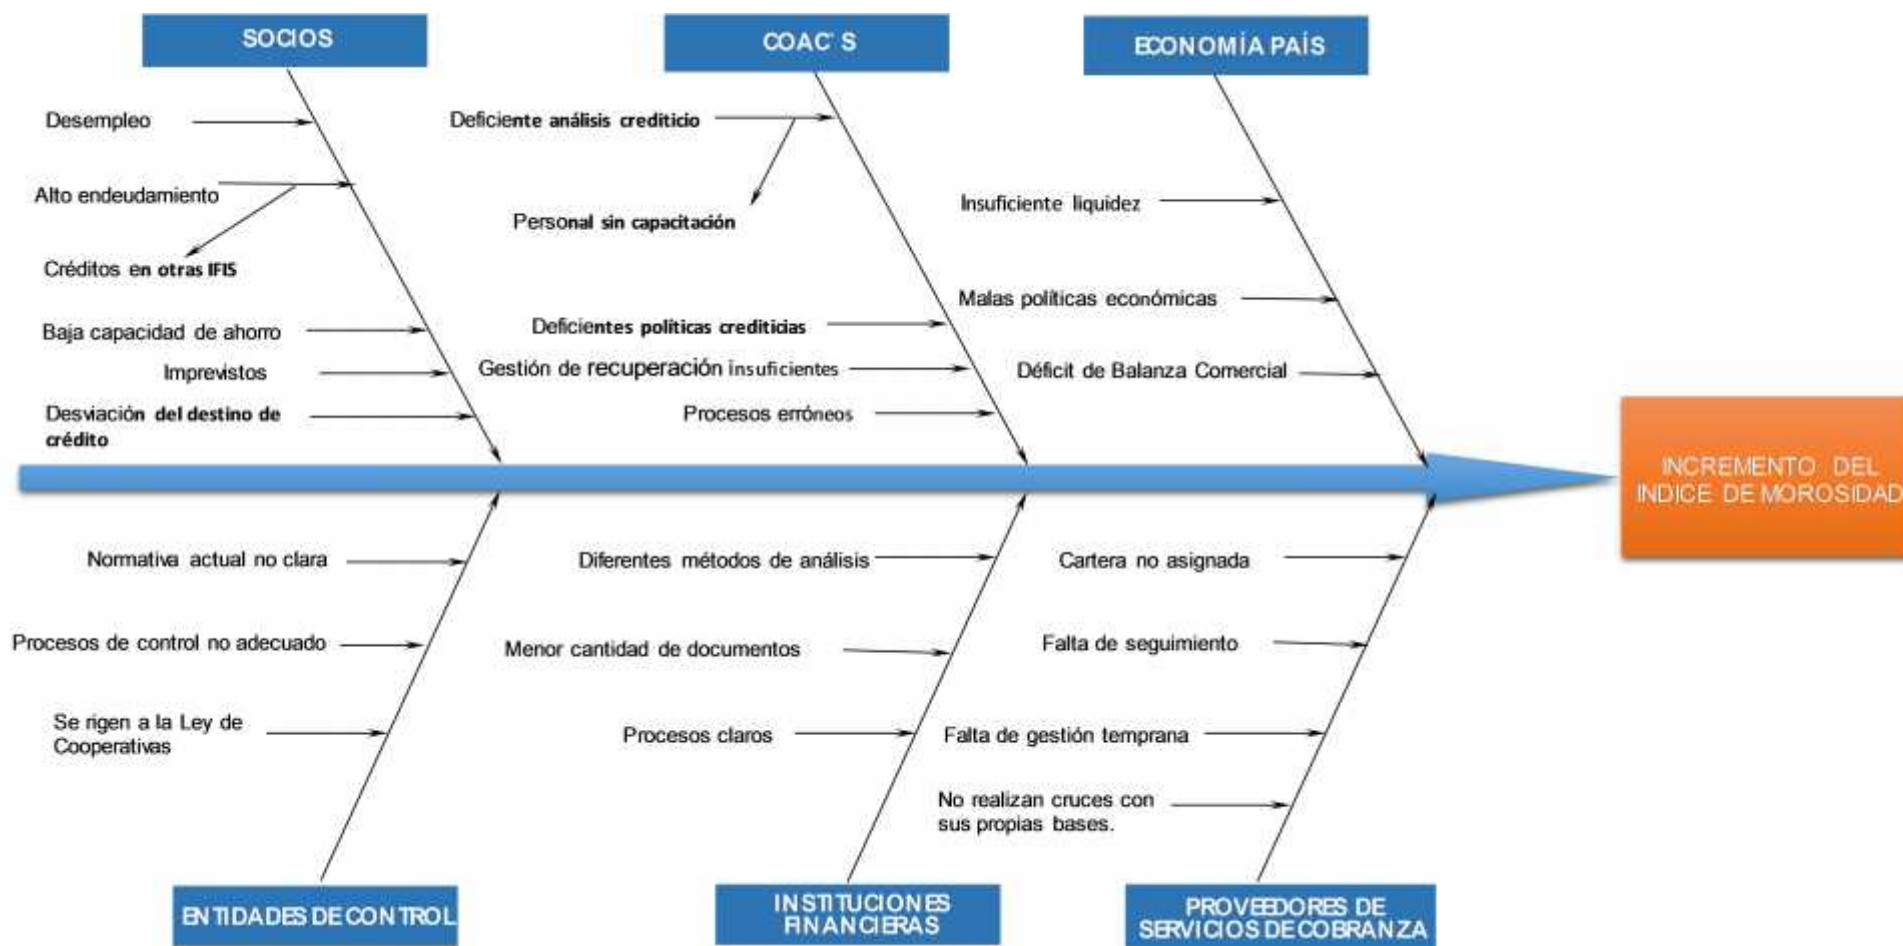 SOCIOS
COAC'S
ECONOMÍA PAÍS
Desempleo
Alto endeudamiento
Créditos en otras IFIS
Baja capacidad de ahorro
Imprevistos
Desviación del destino de
crédito
Deficiente análisis crediticio
Personal sin capacitación
Deficientes políticas crediticias
Gestión de recuperación insuficientes
Procesos erróneos
Insuficiente liquidez
Malas políticas económicas
Déficit de Balanza Comercial
INCREMENTO DEL
INDICE DE MOROSIDAD
Normativa actual no clara
Procesos de control no adecuado
Se rigen a la Ley de
Cooperativas
Diferentes métodos de análisis
Menor cantidad de documentos
Procesos claros
Cartera no asignada
Falta de seguimiento
Falta de gestión temprana
No realizan cruces con
sus propias bases.
ENTIDADES DE CONTROL
INSTITUCIONES
FINANCIERAS
PROVEEDORES DE
SERVICIOS DE COBRANZA